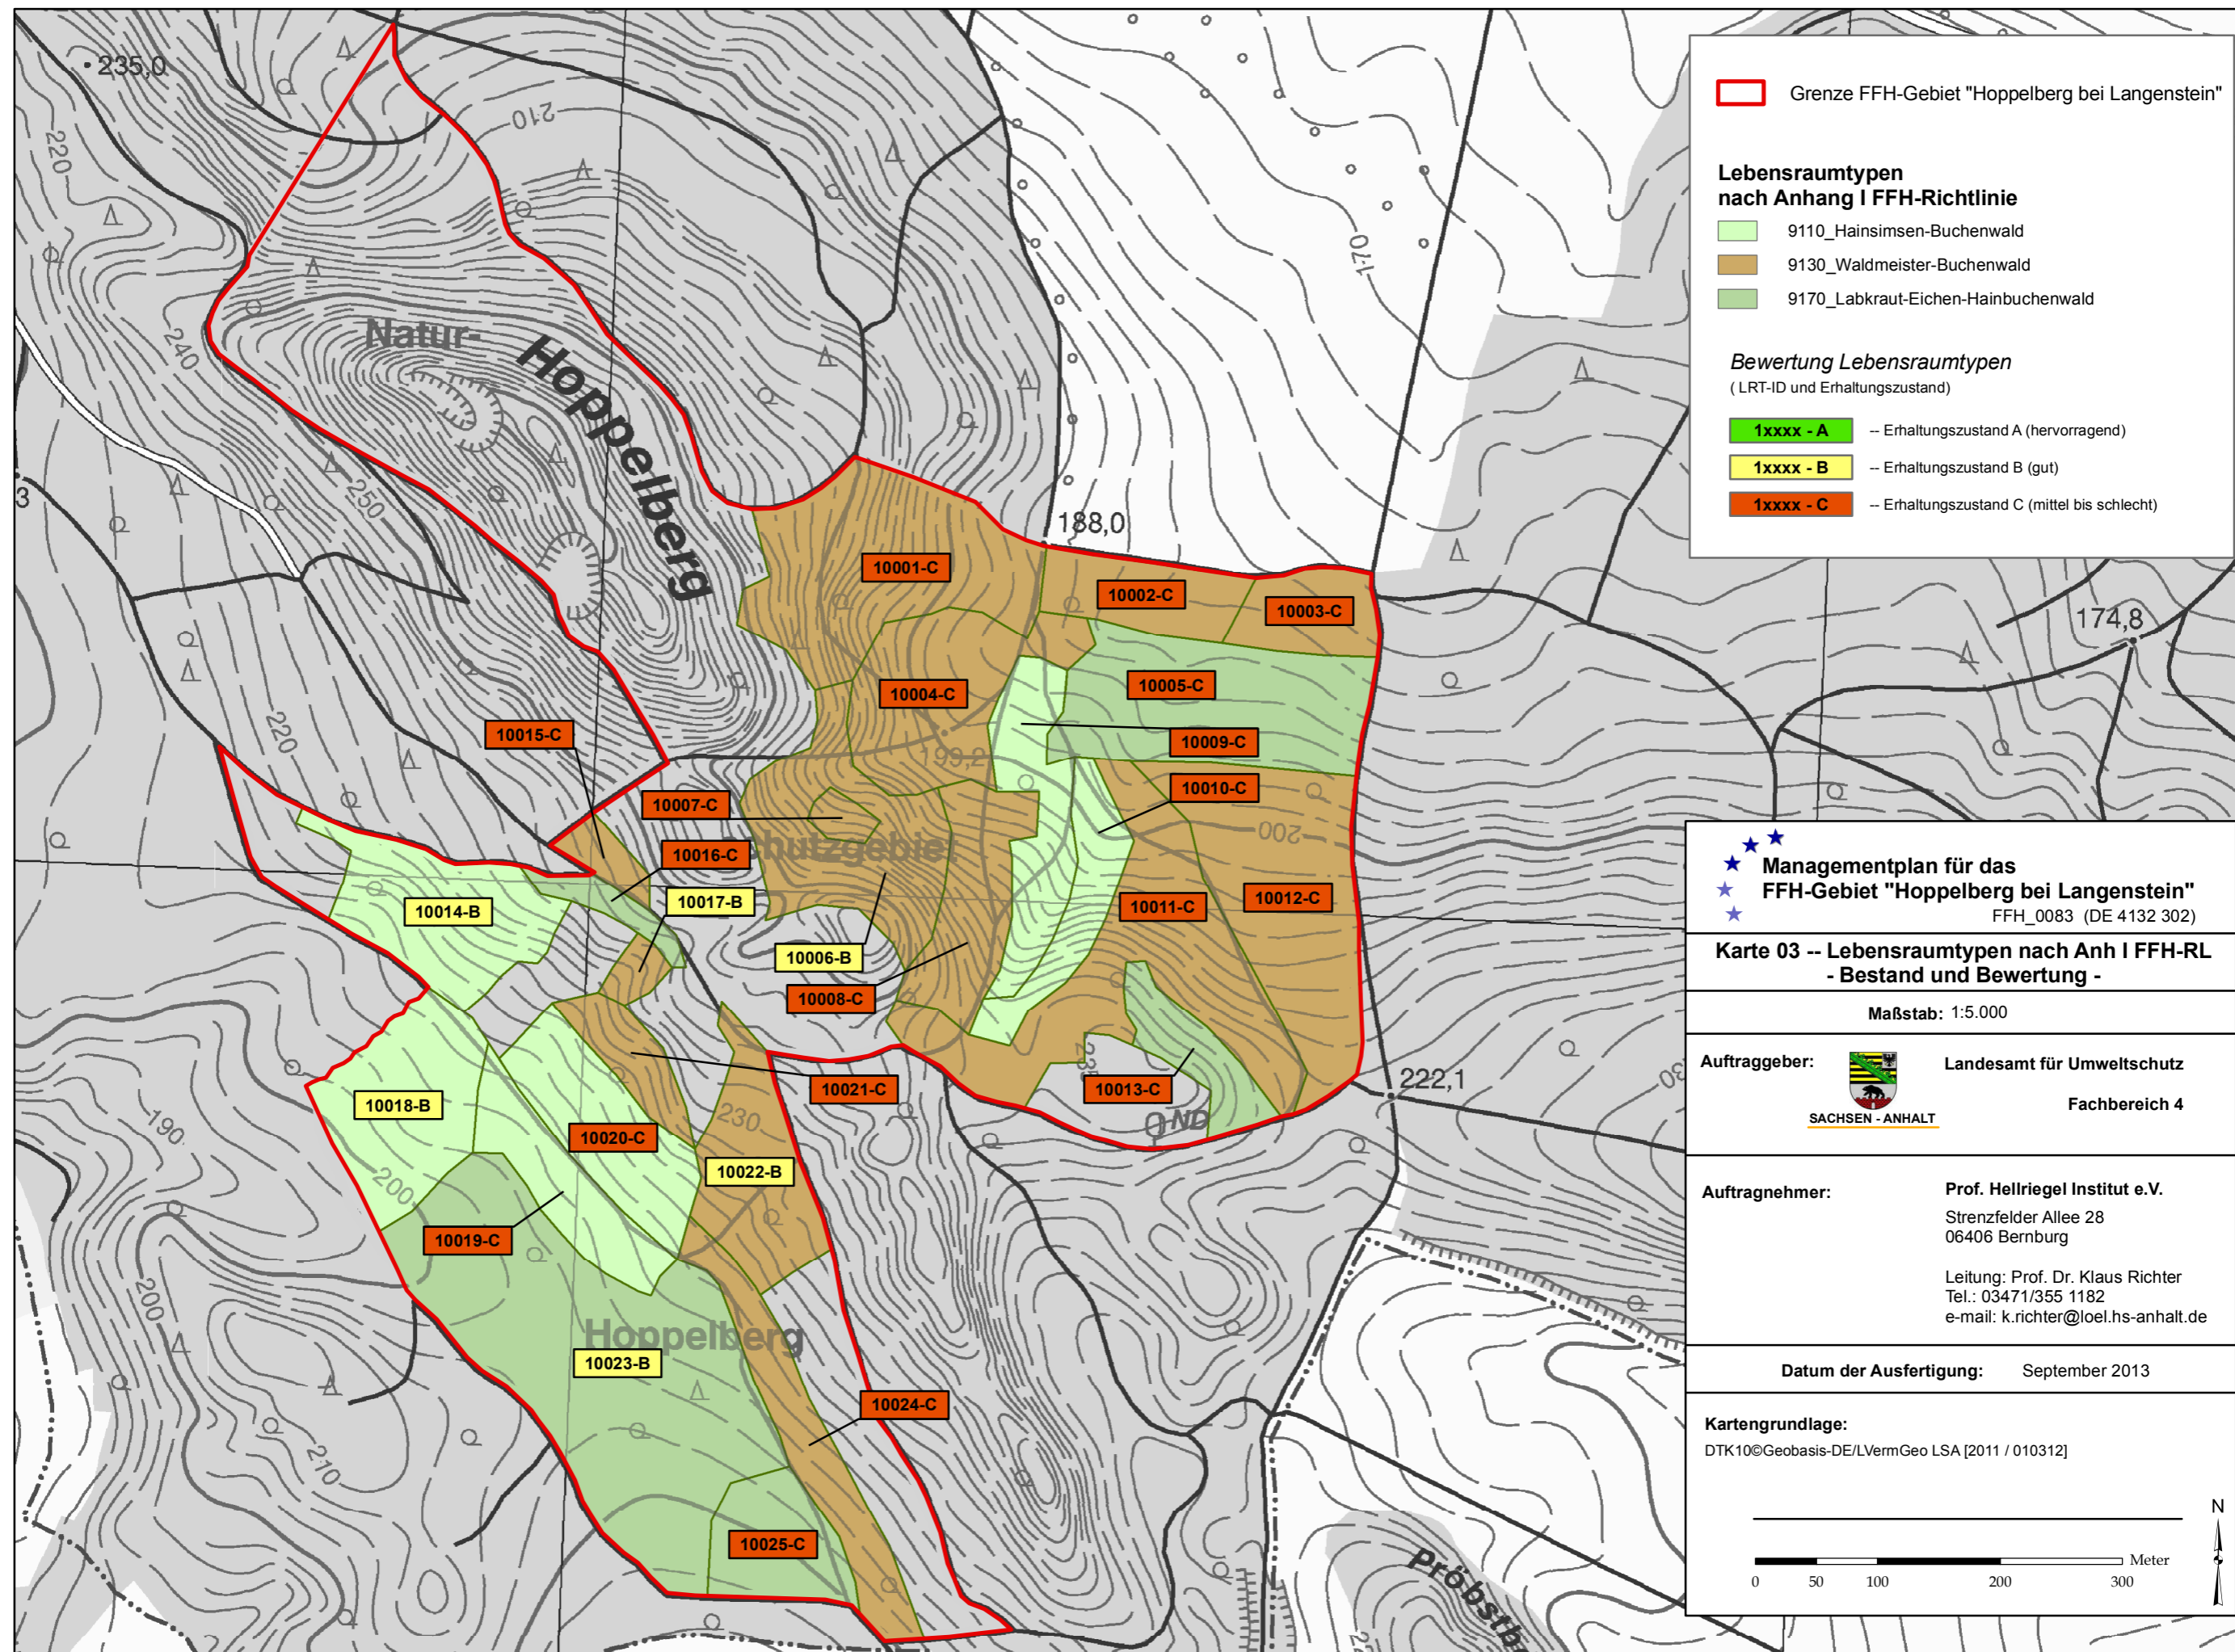 235,0
210
220
240
Natur-
Hoppelberg
250
3
170
188,0
174,8
220
199,2
200
chutzgebiet
222,1
ND
230
190
200
200
210
Hoppelberg
10001-C
10002-C
10003-C
10004-C
10005-C
10009-C
10010-C
10015-C
10007-C
10016-C
10017-B
10014-B
10006-B
10008-C
10011-C
10012-C
10013-C
10018-B
10021-C
10020-C
10022-B
10019-C
10023-B
10024-C
10025-C
Grenze FFH-Gebiet "Hoppelberg bei Langenstein"
Lebensraumtypen
nach Anhang I FFH-Richtlinie
9110_Hainsimsen-Buchenwald
9130_Waldmeister-Buchenwald
9170_Labkraut-Eichen-Hainbuchenwald
Bewertung Lebensraumtypen
( LRT-ID und Erhaltungszustand)
1xxxx - A -- Erhaltungszustand A (hervorragend)
1xxxx - B -- Erhaltungszustand B (gut)
1xxxx - C -- Erhaltungszustand C (mittel bis schlecht)
Managementplan für das
FFH-Gebiet "Hoppelberg bei Langenstein"
FFH_0083 (DE 4132 302)
Karte 03 -- Lebensraumtypen nach Anh I FFH-RL
- Bestand und Bewertung -
Maßstab: 1:5.000
Auftraggeber: Landesamt für Umweltschutz
Fachbereich 4
SACHSEN - ANHALT
Auftragnehmer: Prof. Hellriegel Institut e.V.
Strenzfelder Allee 28
06406 Bernburg
Leitung: Prof. Dr. Klaus Richter
Tel.: 03471/355 1182
e-mail: k.richter@loel.hs-anhalt.de
Datum der Ausfertigung: September 2013
Kartengrundlage:
DTK10©Geobasis-DE/LVermGeo LSA [2011 / 010312]
N
Meter
0 50 100 200 300